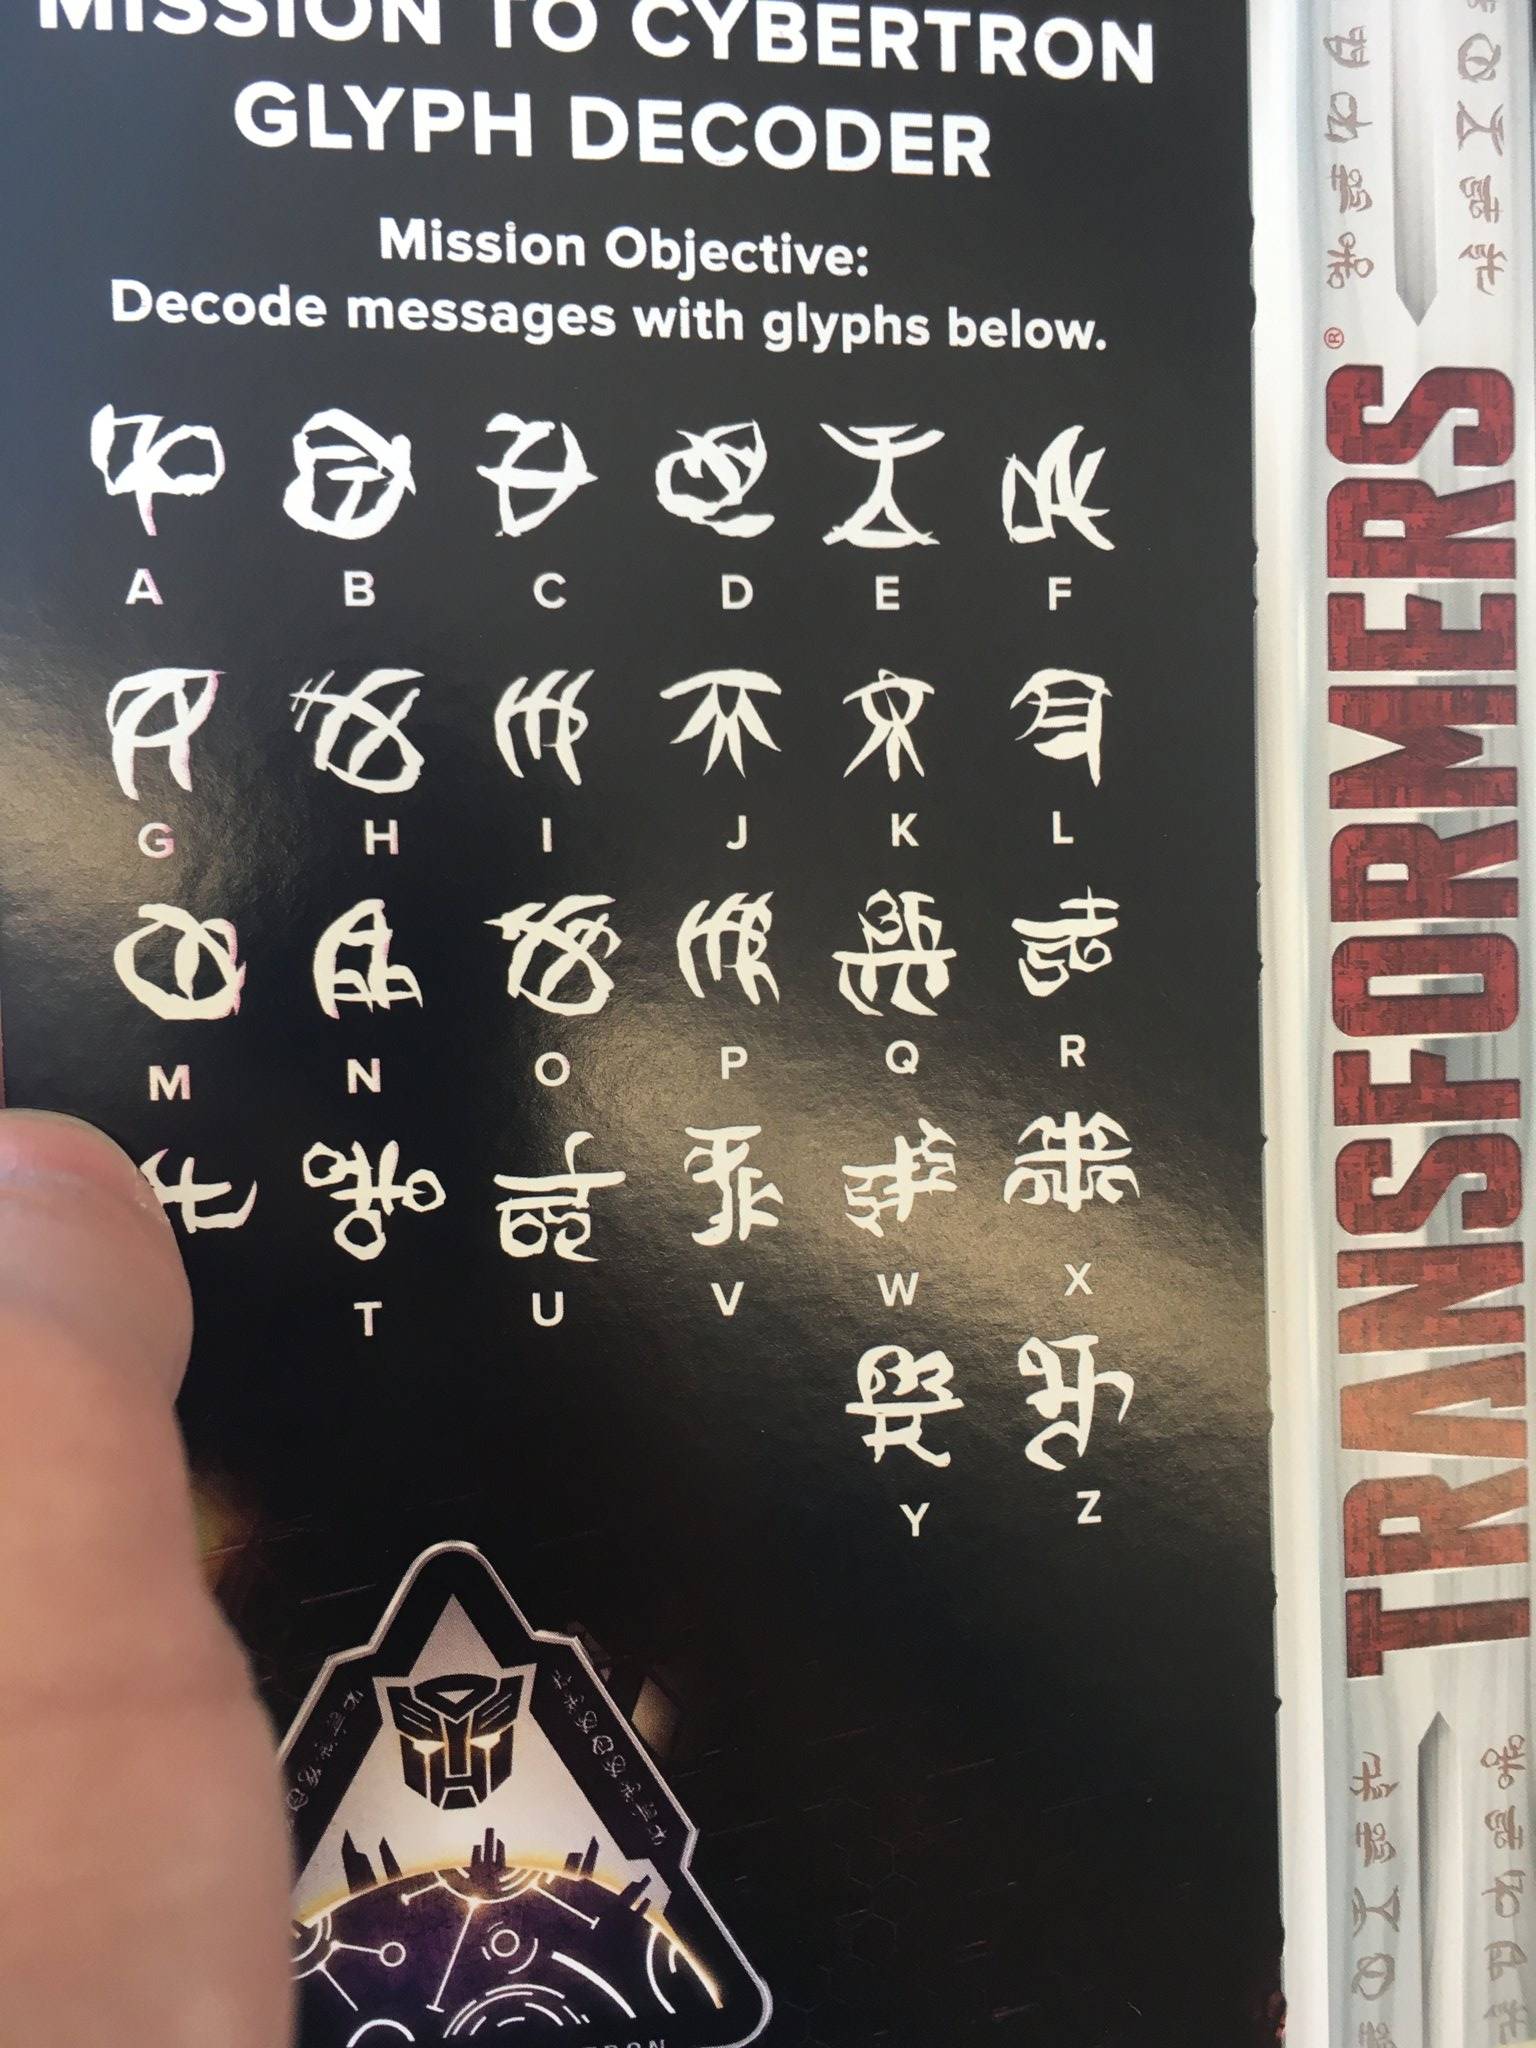 MISSION TO CYBERTRON
GLYPH DECODER
Mission Objective:
Decode messages with glyphs below.
A B C D E F
G H I J K L
M N O P Q R
T U V W X
Y Z
TRANSFORMERS®